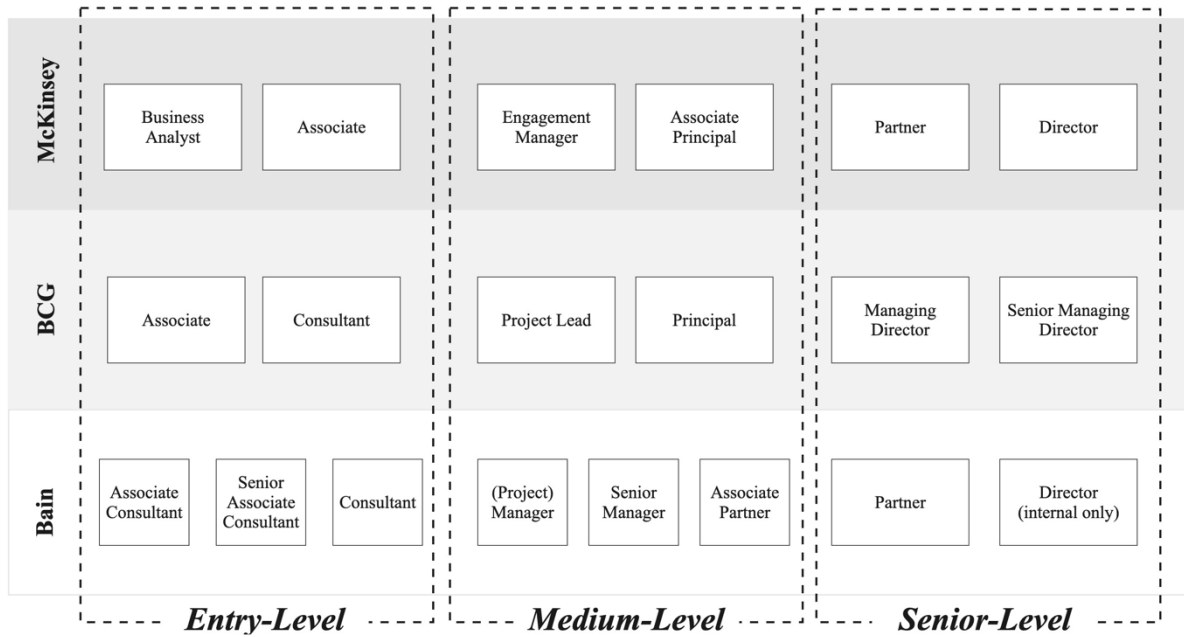 McKinsey
Business
Analyst
Associate
Engagement
Manager
Associate
Principal
Partner
Director
BCG
Associate
Consultant
Project Lead
Principal
Managing
Director
Senior Managing
Director
Bain
Associate
Consultant
Senior
Associate
Consultant
Consultant
(Project)
Manager
Senior
Manager
Associate
Partner
Partner
Director
(internal only)
Entry-Level
Medium-Level
Senior-Level